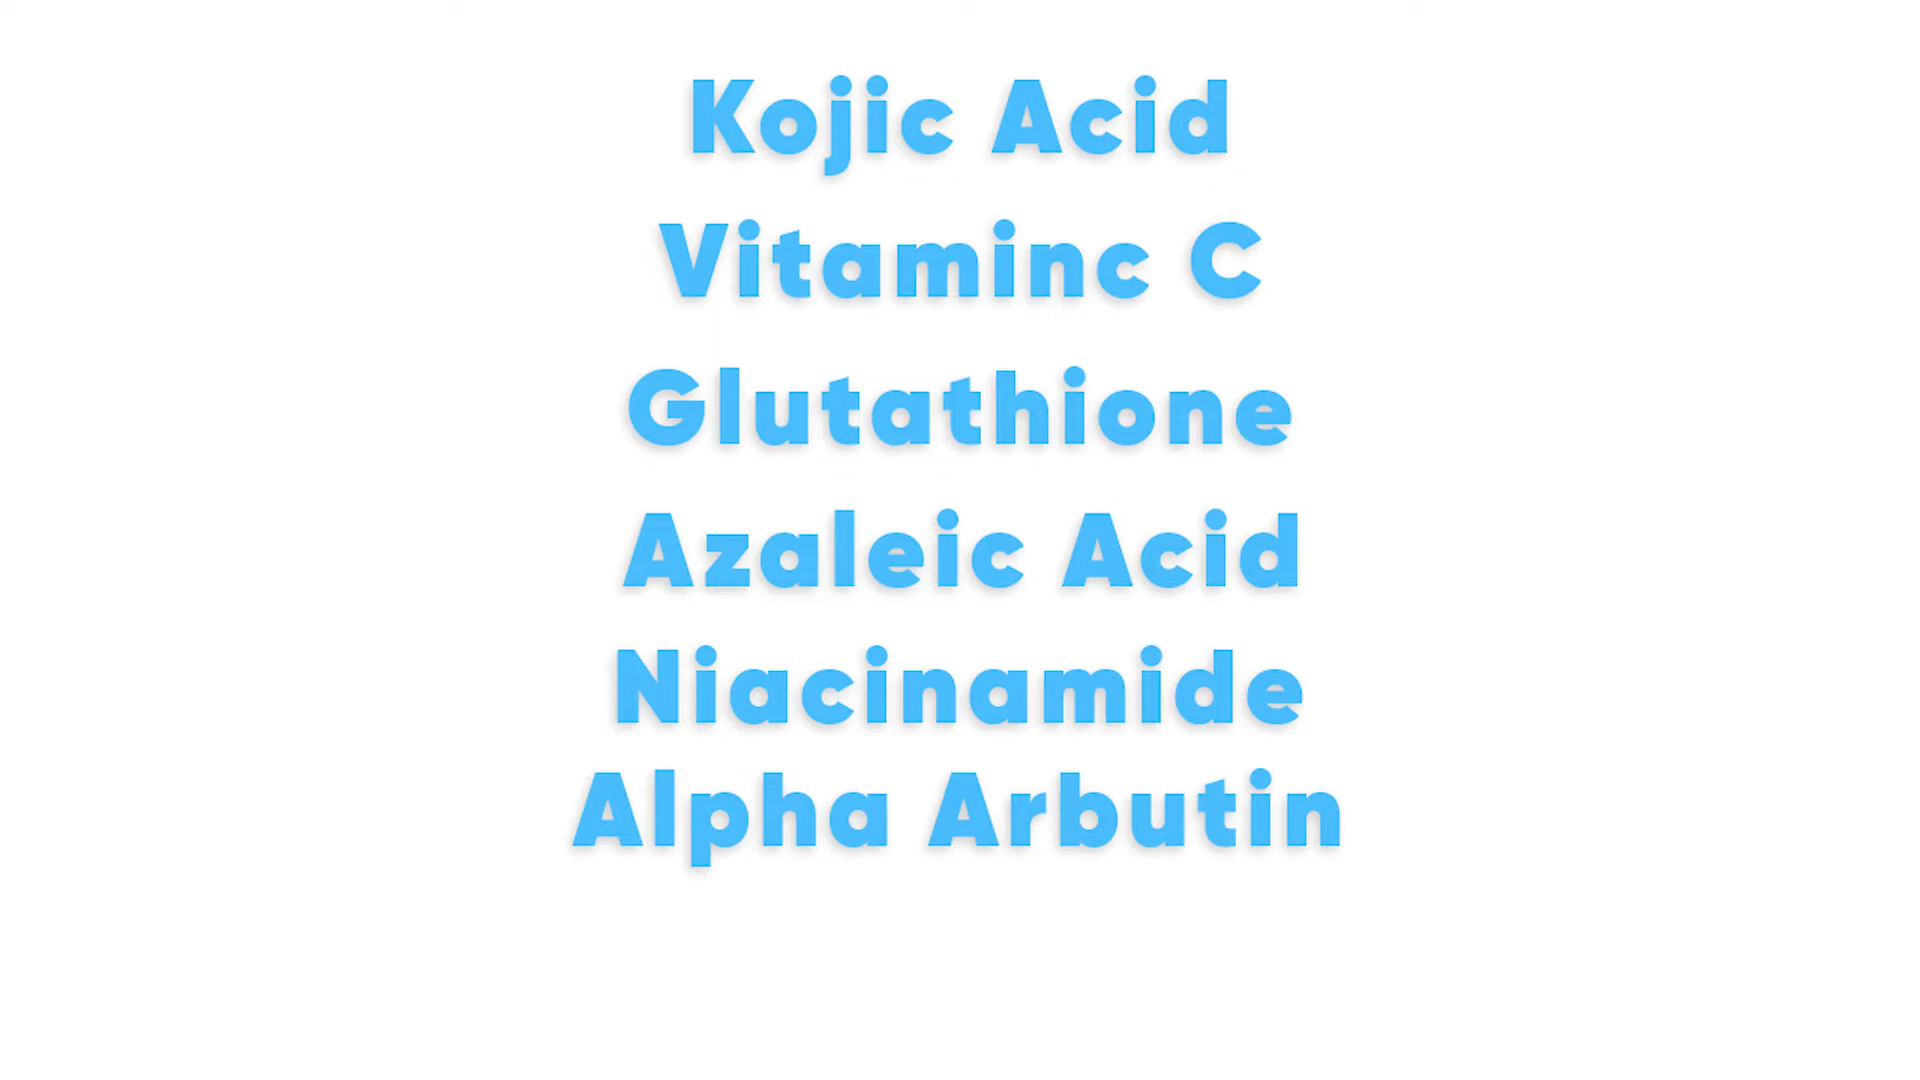 Kojic Acid
Vitaminc C
Glutathione
Azaleic Acid
Niacinamide
Alpha Arbutin